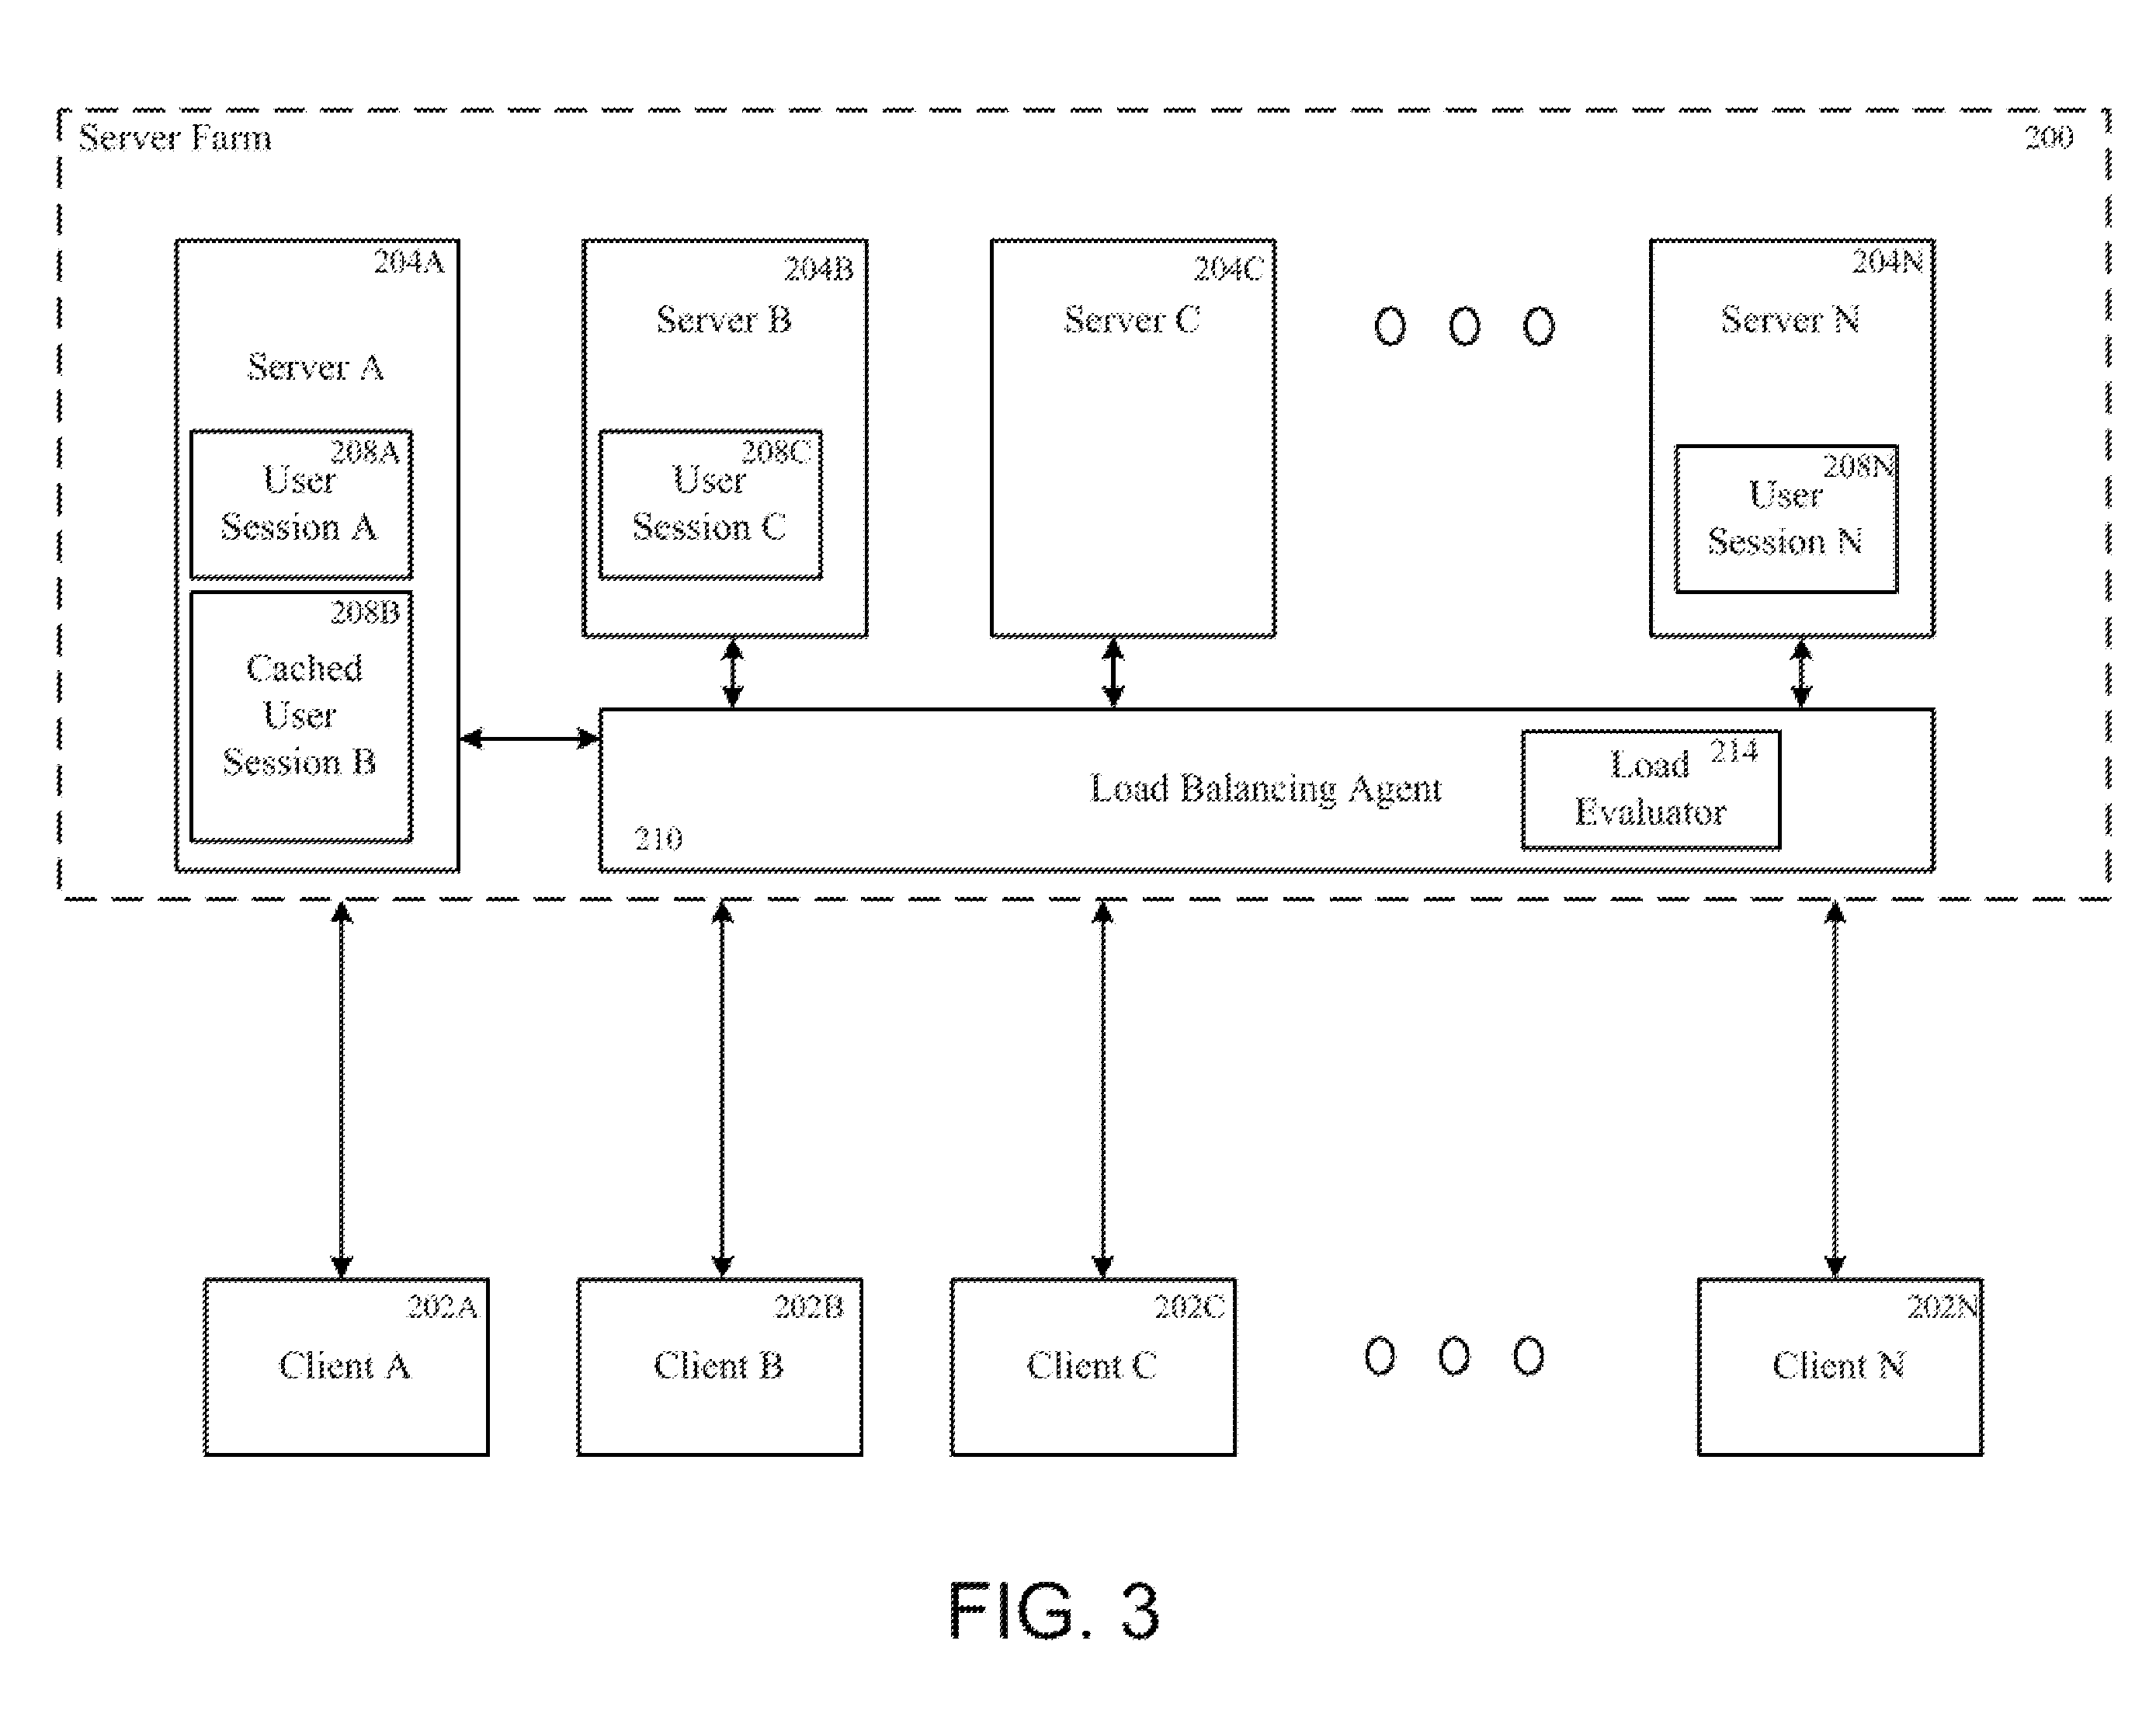 Server Farm
200
204A
Server A
208A
User
Session A
208B
Cached
User
Session B
204B
Server B
208C
User
Session C
204C
Server C
204N
Server N
208N
User
Session N
Load Balancing Agent
210
214
Load
Evaluator
202A
Client A
202B
Client B
202C
Client C
202N
Client N
FIG. 3